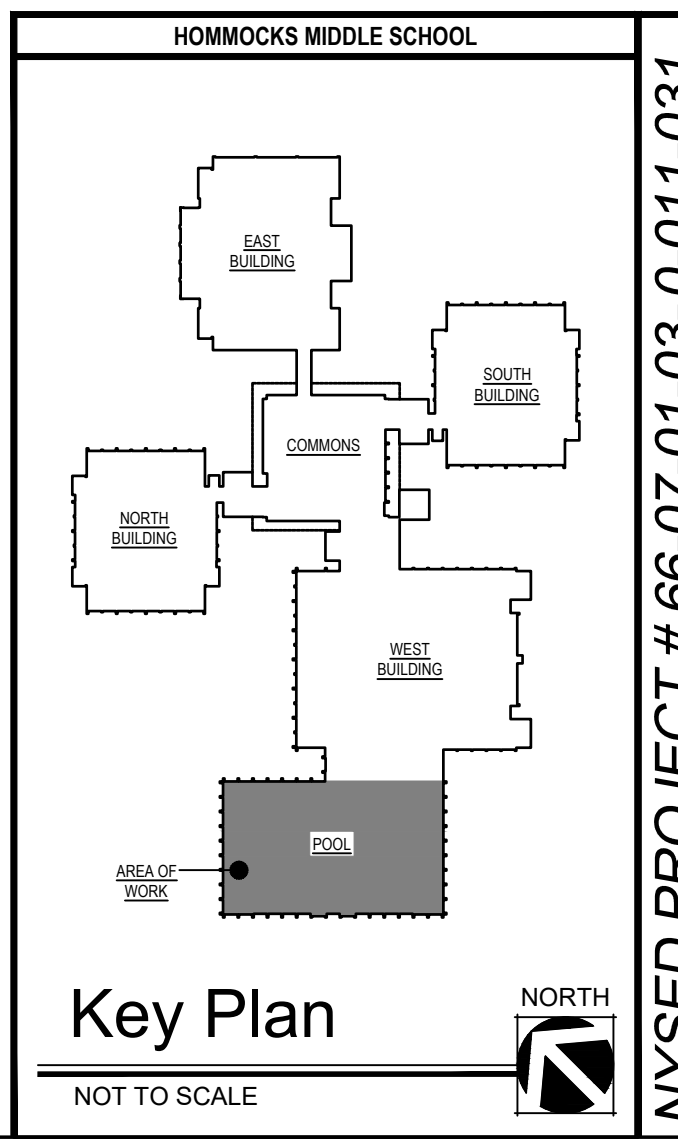 HOMMOCKS MIDDLE SCHOOL
EAST
BUILDING
SOUTH
BUILDING
COMMONS
NORTH
BUILDING
WEST
BUILDING
POOL
AREA OF
WORK
Key Plan
NORTH
NOT TO SCALE
NYSED PROJECT # 66-07-01-03-0-011-031